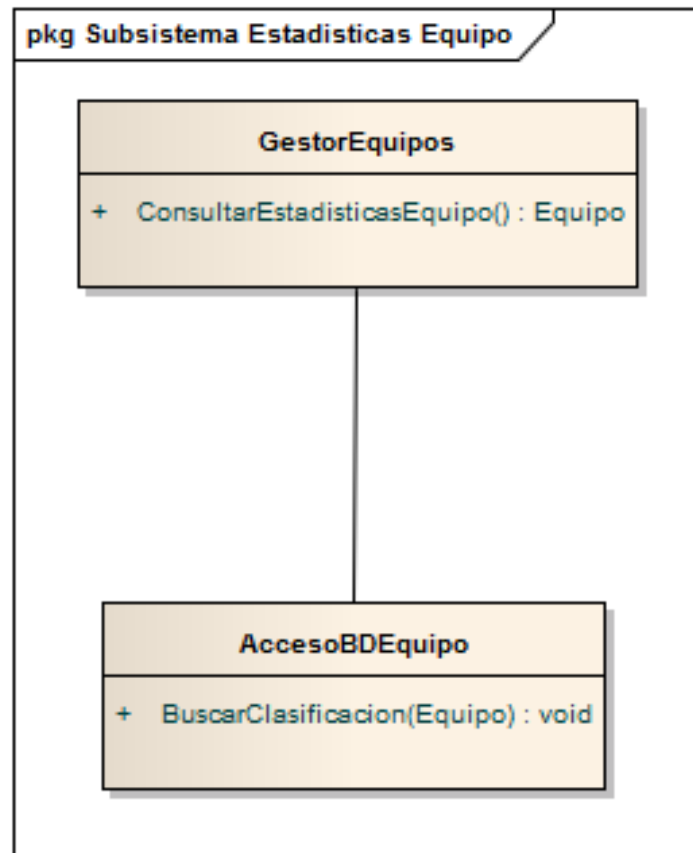 pkg Subsistema Estadisticas Equipo
GestorEquipos
+ ConsultarEstadisticasEquipo() : Equipo
AccesoBDEquipo
+ BuscarClasificacion(Equipo) : void